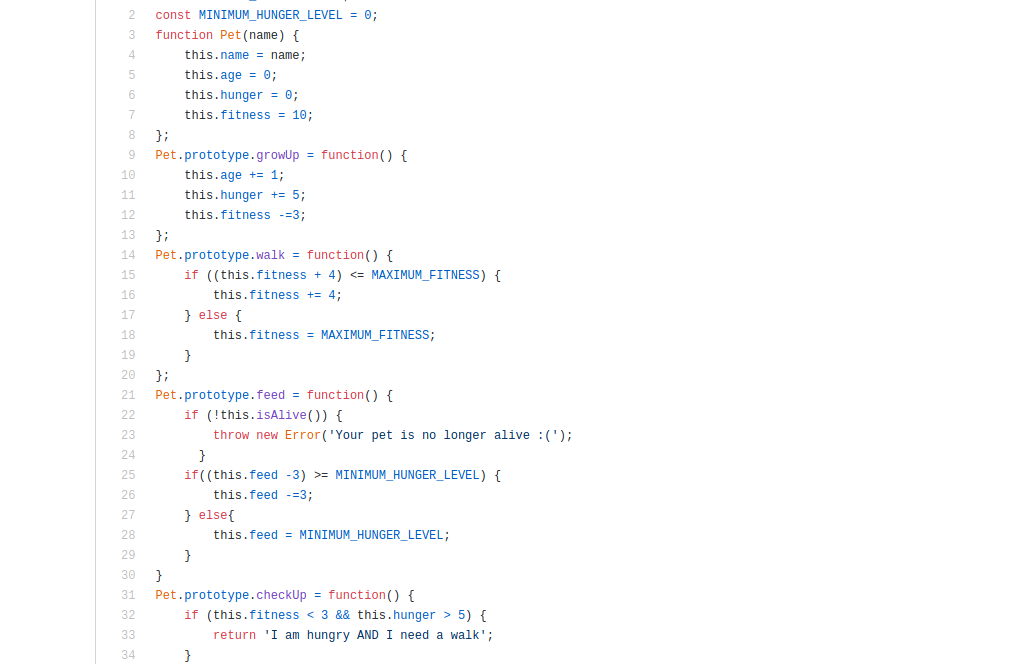 2 const MINIMUM_HUNGER_LEVEL = 0;
3 function Pet(name) {
4     this.name = name;
5     this.age = 0;
6     this.hunger = 0;
7     this.fitness = 10;
8 };
9 Pet.prototype.growUp = function() {
10     this.age += 1;
11     this.hunger += 5;
12     this.fitness -=3;
13 };
14 Pet.prototype.walk = function() {
15     if ((this.fitness + 4) <= MAXIMUM_FITNESS) {
16         this.fitness += 4;
17     } else {
18         this.fitness = MAXIMUM_FITNESS;
19     }
20 };
21 Pet.prototype.feed = function() {
22     if (!this.isAlive()) {
23         throw new Error('Your pet is no longer alive :(');
24       }
25     if((this.feed -3) >= MINIMUM_HUNGER_LEVEL) {
26         this.feed -=3;
27     } else{
28         this.feed = MINIMUM_HUNGER_LEVEL;
29     }
30 }
31 Pet.prototype.checkUp = function() {
32     if (this.fitness < 3 && this.hunger > 5) {
33         return 'I am hungry AND I need a walk';
34     }